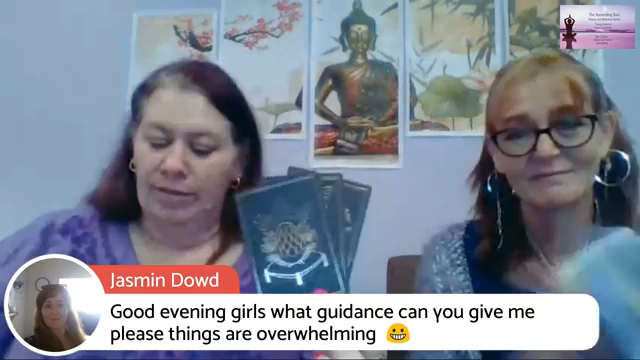 The Ascending Soul
Jasmin Dowd
Good evening girls what guidance can you give me
please things are overwhelming 😀